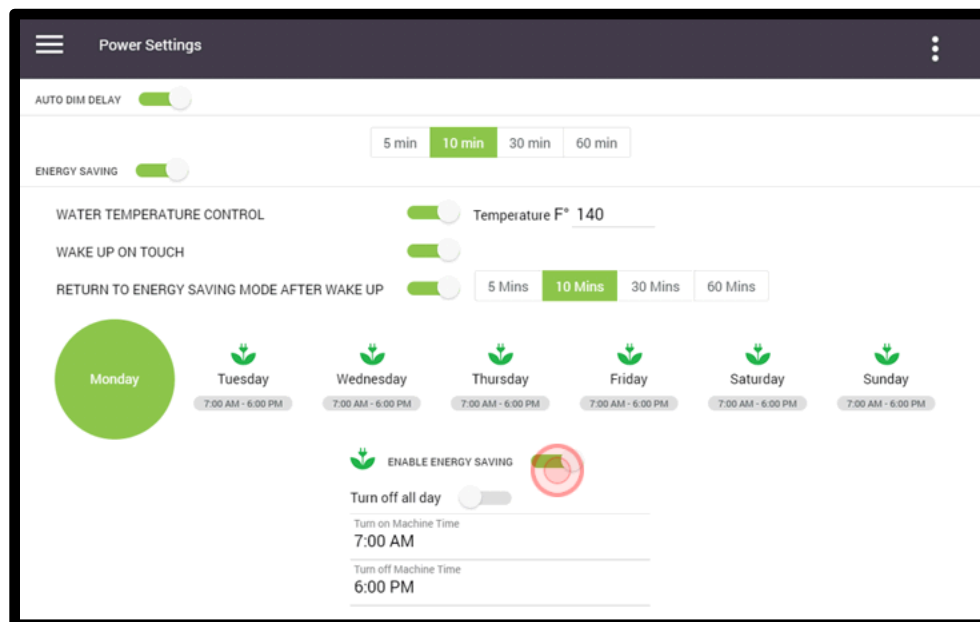 Power Settings
AUTO DIM DELAY
5 min 10 min 30 min 60 min
ENERGY SAVING
WATER TEMPERATURE CONTROL Temperature F° 140
WAKE UP ON TOUCH
RETURN TO ENERGY SAVING MODE AFTER WAKE UP 5 Mins 10 Mins 30 Mins 60 Mins
Monday Tuesday Wednesday Thursday Friday Saturday Sunday
7:00 AM - 6:00 PM 7:00 AM - 6:00 PM 7:00 AM - 6:00 PM 7:00 AM - 6:00 PM 7:00 AM - 6:00 PM 7:00 AM - 6:00 PM
ENABLE ENERGY SAVING
Turn off all day
Turn on Machine Time
7:00 AM
Turn off Machine Time
6:00 PM